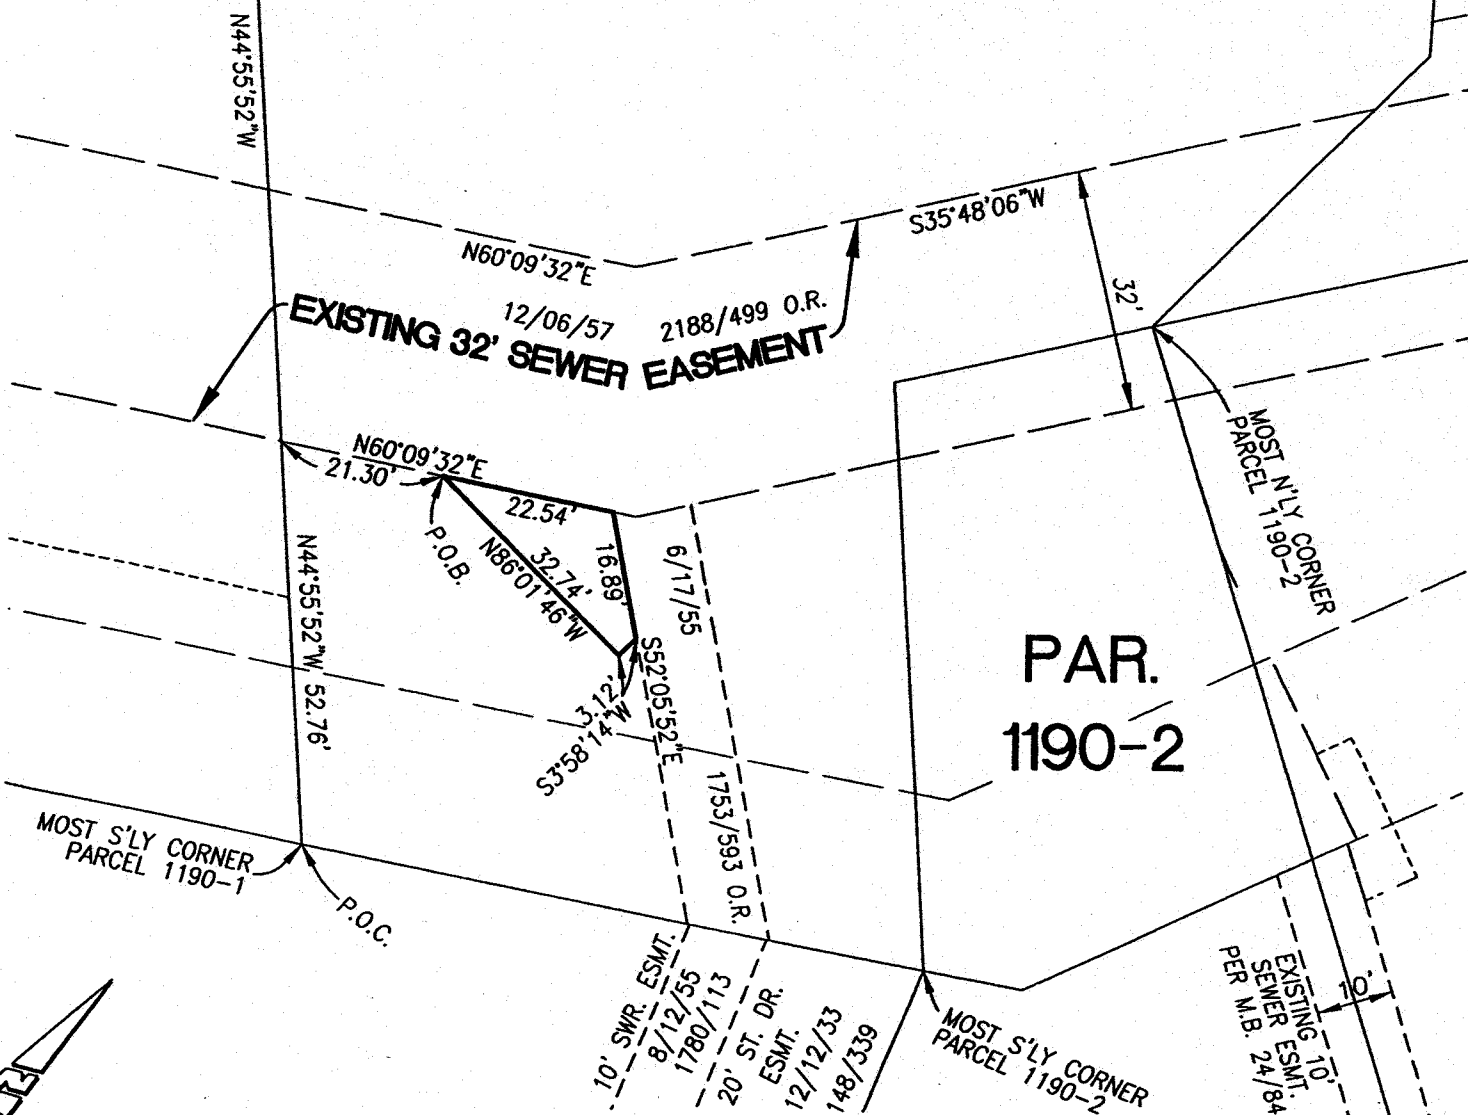 N44°55'52"W
N60°09'32"E
S35°48'06"W
32'
12/06/57
2188/499 O.R.
EXISTING 32' SEWER EASEMENT
N60°09'32"E
21.30'
22.54'
P.O.B.
32.74'
N86°01'46"W
16.89'
6/17/55
MOST N'LY CORNER
PARCEL 1190-2
N44°55'52"W 52.76'
S52°05'52"E
3.12'
S3°58'14"W
PAR.
1190-2
1753/593 O.R.
MOST S'LY CORNER
PARCEL 1190-1
P.O.C.
10' SWR. ESMT.
8/12/55
1780/113
20' ST. DR.
ESMT.
12/12/33
148/339
MOST S'LY CORNER
PARCEL 1190-2
EXISTING 10'
SEWER ESMT.
PER M.B. 24/84
10'